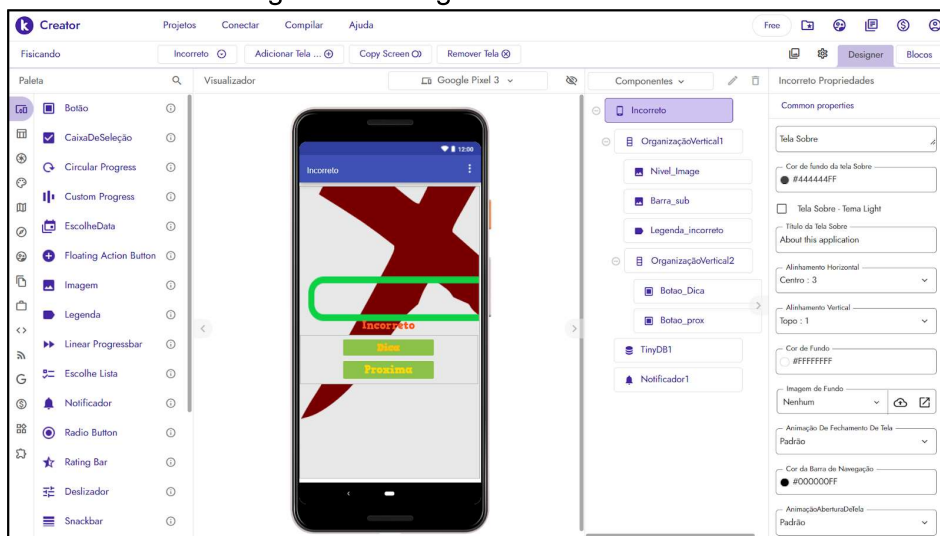 Creator
Projetos
Conectar
Compilar
Ajuda
Free
Fisicando
Incorreto
Adicionar Tela ...
Copy Screen
Remover Tela
Designer
Blocos
Paleta
Visualizador
Google Pixel 3
Componentes
Incorreto Propriedades
Botão
CaixaDeSeleção
Circular Progress
Custom Progress
EscolheData
Floating Action Button
Imagem
Legenda
Linear Progressbar
Escolhe Lista
Notificador
Radio Button
Rating Bar
Deslizador
Snackbar
12:00
Incorreto
Incorreto
Dica
Proxima
Incorreto
OrganizaçãoVertical1
Nivel_Image
Barra_sub
Legenda_incorreto
OrganizaçãoVertical2
Botao_Dica
Botao_prox
TinyDB1
Notificador1
Common properties
Tela Sobre
Cor de fundo da tela Sobre
#444444FF
Tela Sobre - Tema Light
Título da Tela Sobre
About this application
Alinhamento Horizontal
Centro : 3
Alinhamento Vertical
Topo : 1
Cor de Fundo
#FFFFFFFF
Imagem de Fundo
Nenhum
Animação De Fechamento De Tela
Padrão
Cor da Barra de Navegação
#000000FF
AnimaçãoAberturaDeTela
Padrão